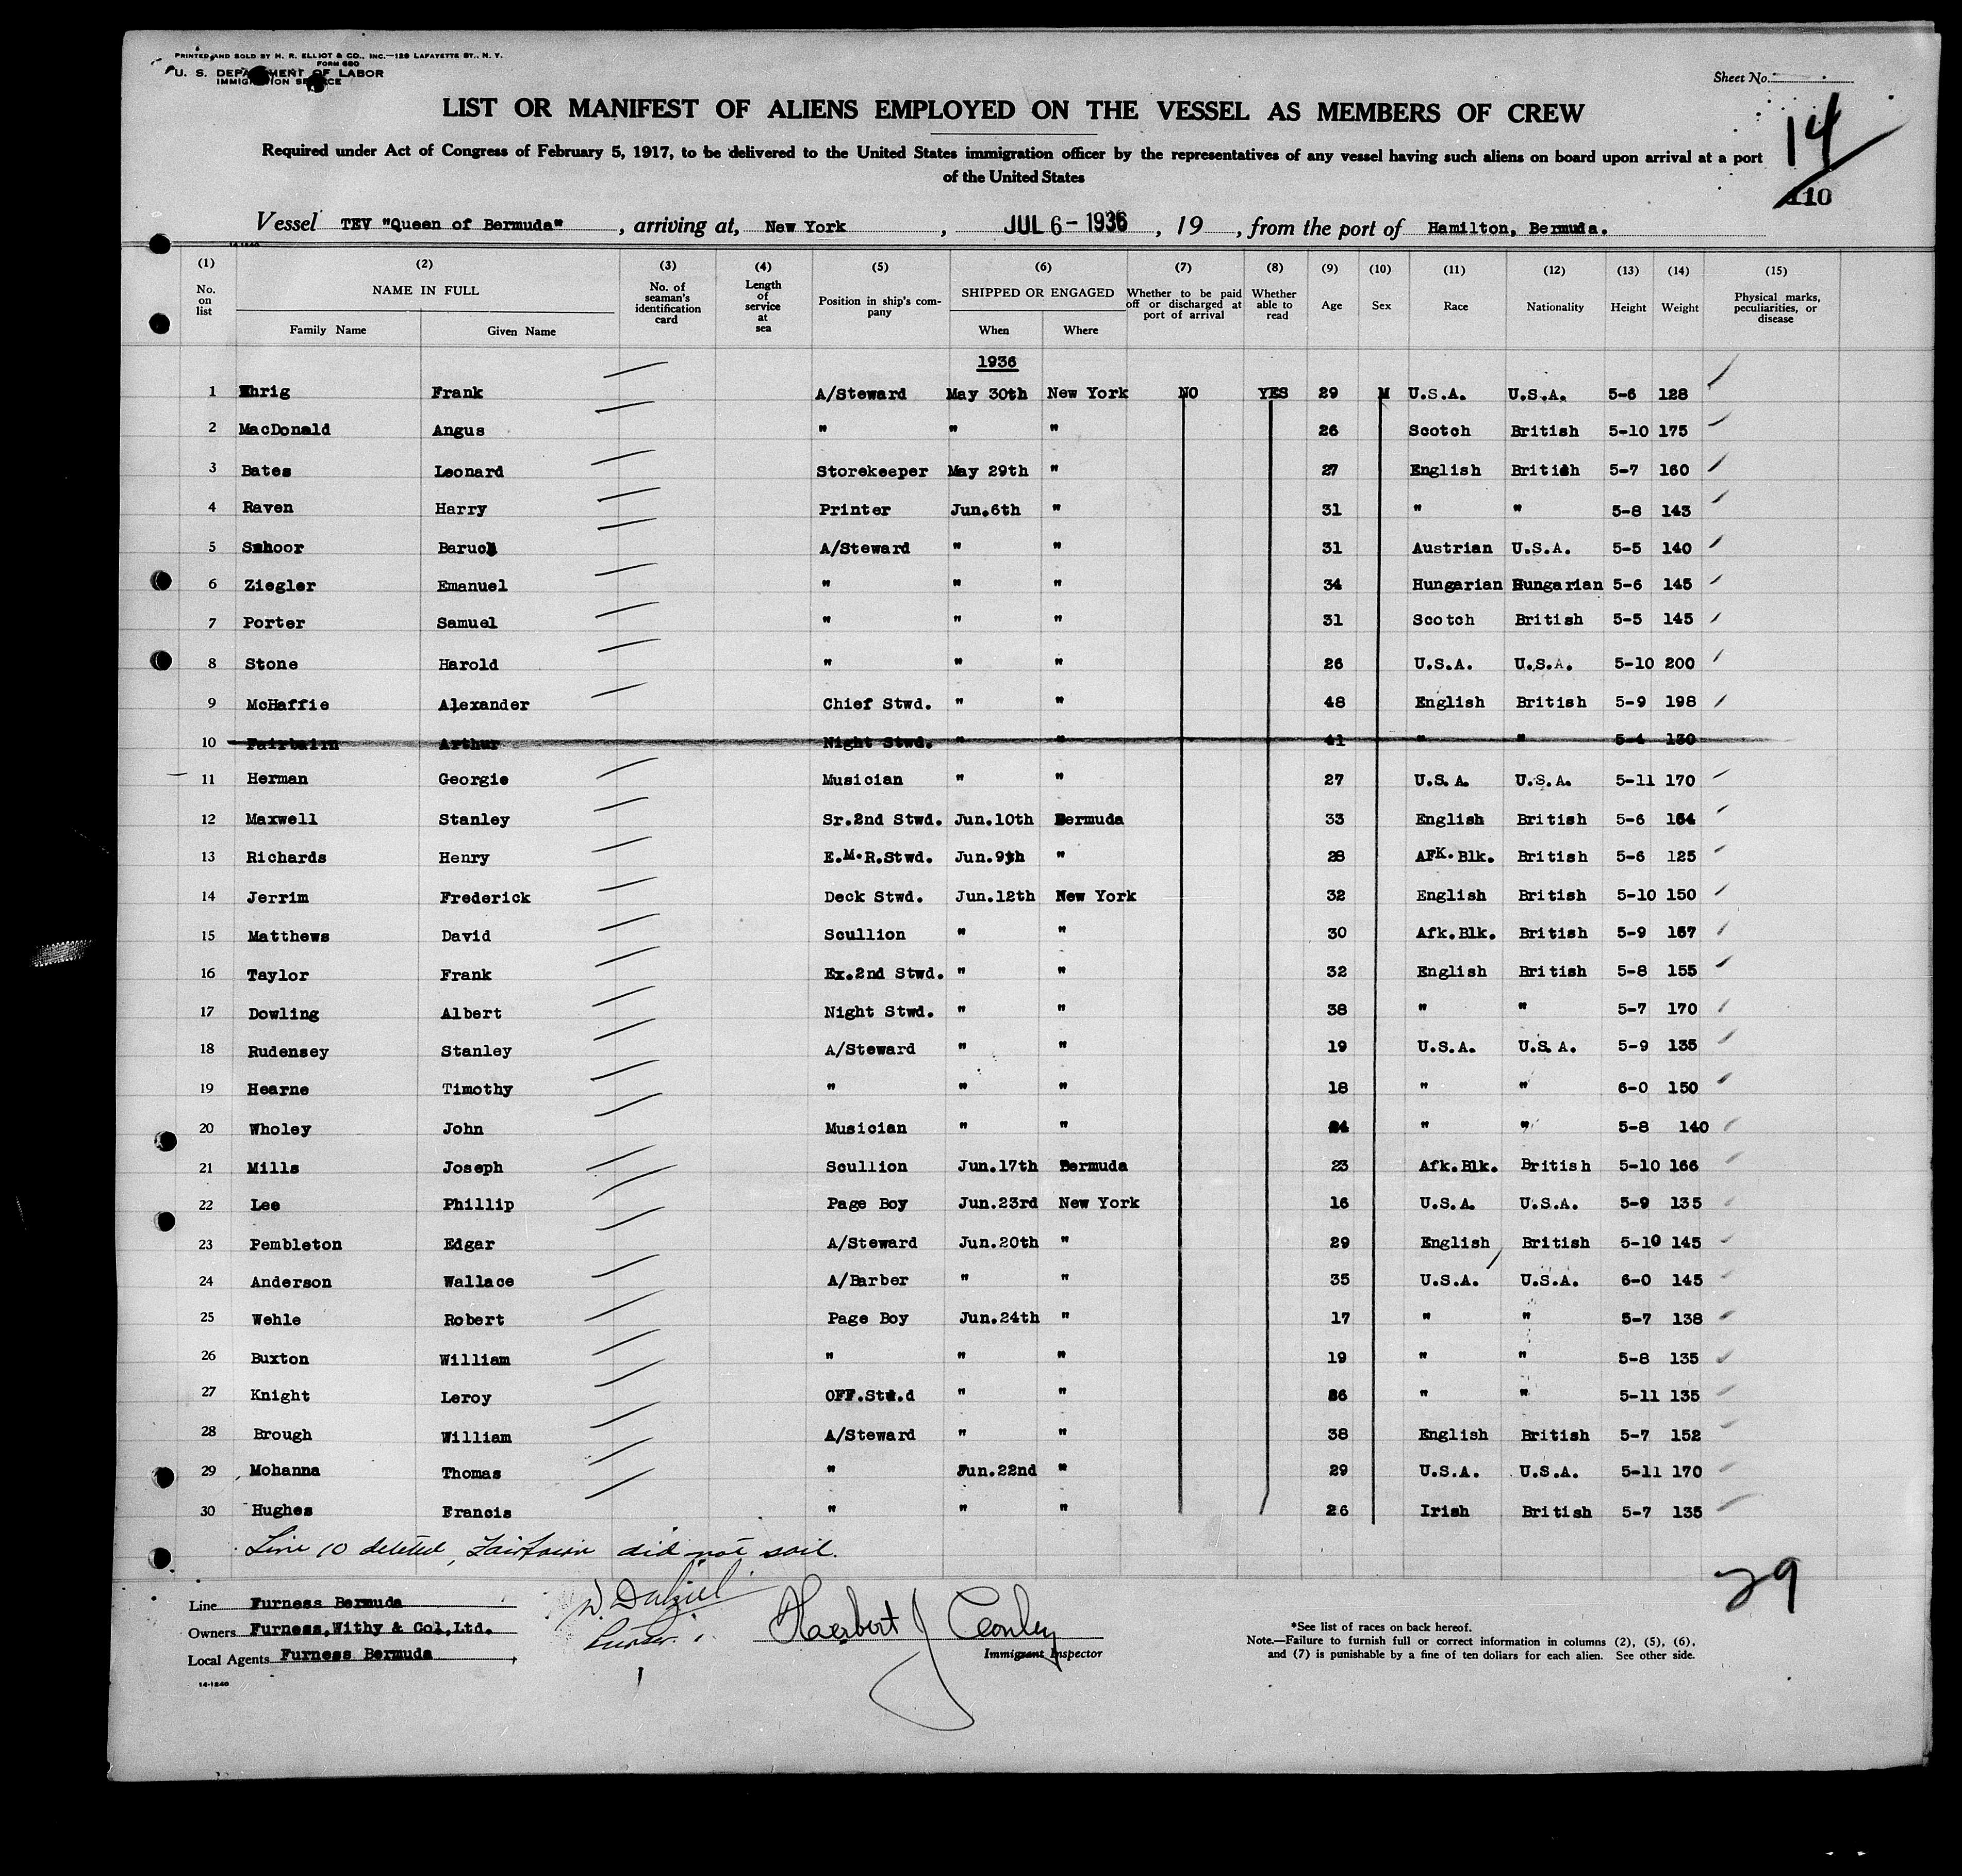 PRINTED AND SOLD BY H. R. ELLIOT & CO., INC.—129 LAFAYETTE ST., N. Y.
FORM 680
U. S. DEPARTMENT OF LABOR
IMMIGRATION SERVICE
Sheet No.
14
110
LIST OR MANIFEST OF ALIENS EMPLOYED ON THE VESSEL AS MEMBERS OF CREW
Required under Act of Congress of February 5, 1917, to be delivered to the United States immigration officer by the representatives of any vessel having such aliens on board upon arrival at a port
of the United States
Vessel TEV "Queen of Bermuda" , arriving at, New York , JUL 6 - 1936 , 19 , from the port of Hamilton, Bermuda.
14-1240
(1) No. on list (2) NAME IN FULL Family Name Given Name (3) No. of seaman's identification card (4) Length of service at sea (5) Position in ship's company (6) SHIPPED OR ENGAGED When Where (7) Whether to be paid off or discharged at port of arrival (8) Whether able to read (9) Age (10) Sex (11) Race (12) Nationality (13) Height (14) Weight (15) Physical marks, peculiarities, or disease
1936
1 Frank A/Steward May 30th New York NO YES 29 M U.S.A. U.S.A. 5-6 128
2 MacDonald Angus " " " 26 Scotch British 5-10 175
3 Bates Leonard Storekeeper May 29th " 27 English British 5-7 160
4 Raven Harry Printer Jun.6th " 31 " " 5-8 143
5 Baruch A/Steward " " 31 Austrian U.S.A. 5-5 140
6 Ziegler Emanuel " " " 34 Hungarian Hungarian 5-6 145
7 Porter Samuel " " " 31 Scotch British 5-5 145
8 Stone Harold " " " 26 U.S.A. U.S.A. 5-10 200
9 McHaffie Alexander Chief Stwd. " " 48 English British 5-9 198
10 Fairbairn Arthur Night Stwd. " " 41 " " 5-4 130
11 Herman Georgie Musician " " 27 U.S.A. U.S.A. 5-11 170
12 Maxwell Stanley Sr.2nd Stwd. Jun.10th Bermuda 33 English British 5-6
13 Richards Henry E.M.R.Stwd. Jun.9th " 28 AFK.Blk. British 5-6 125
14 Jerrim Frederick Deck Stwd. Jun.12th New York 32 English British 5-10 150
15 Matthews David Scullion " " 30 Afk.Blk. British 5-9
16 Taylor Frank Ex.2nd Stwd. " " 32 English British 5-8 155
17 Dowling Albert Night Stwd. " " 38 " " 5-7 170
18 Rudensey Stanley A/Steward " " 19 U.S.A. U.S.A. 5-9 135
19 Hearne Timothy " " " 18 " " 6-0 150
20 Wholey John Musician " " " " 5-8 140
21 Mills Joseph Scullion Jun.17th Bermuda 23 Afk.Blk. British 5-10 166
22 Lee Phillip Page Boy Jun.23rd New York 16 U.S.A. U.S.A. 5-9 135
23 Pembleton Edgar A/Steward Jun.20th " 29 English British 5-10 145
24 Anderson Wallace A/Barber " " 35 U.S.A. U.S.A. 6-0 145
25 Wehle Robert Page Boy Jun.24th " 17 " " 5-7 138
26 Buxton William " " " 19 " " 5-8 135
27 Knight Leroy OFF.Stw.d " " " " 5-11 135
28 Brough William A/Steward " " 38 English British 5-7 152
29 Mohanna Thomas " Jun.22nd " 29 U.S.A. U.S.A. 5-11 170
30 Hughes Francis " " " 26 Irish British 5-7 135
Line 10 deleted, Fairbairn did not sail.
29
Line Furness Bermuda
Owners Furness,Withy & Col,Ltd.
Local Agents Furness Bermuda
14-1240
W. Dalziel
Purser
Herbert J Conley
Immigrant Inspector
*See list of races on back hereof.
Note.—Failure to furnish full or correct information in columns (2), (5), (6),
and (7) is punishable by a fine of ten dollars for each alien. See other side.